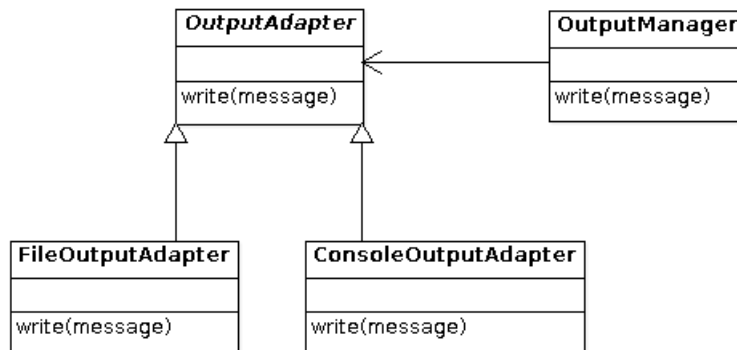 OutputAdapter
write(message)
OutputManager
write(message)
FileOutputAdapter
write(message)
ConsoleOutputAdapter
write(message)